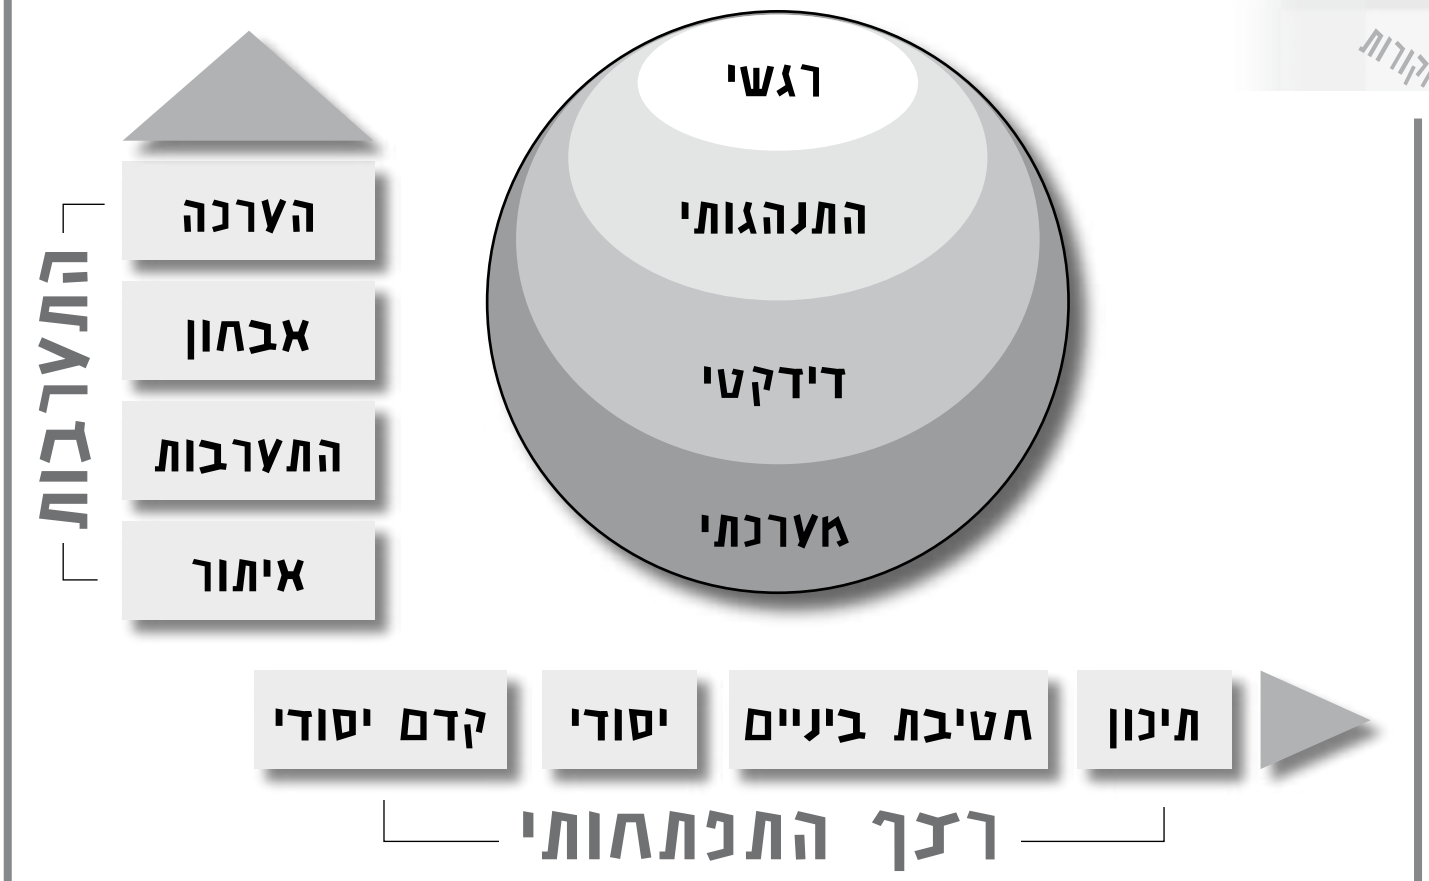 רגשי
התנהגותי
דידקטי
מערכתי
התערבות
הערכה
אבחון
התערבות
איתור
קדם יסודי
יסודי
חטיבת ביניים
תיכון
רצף התפתחותי